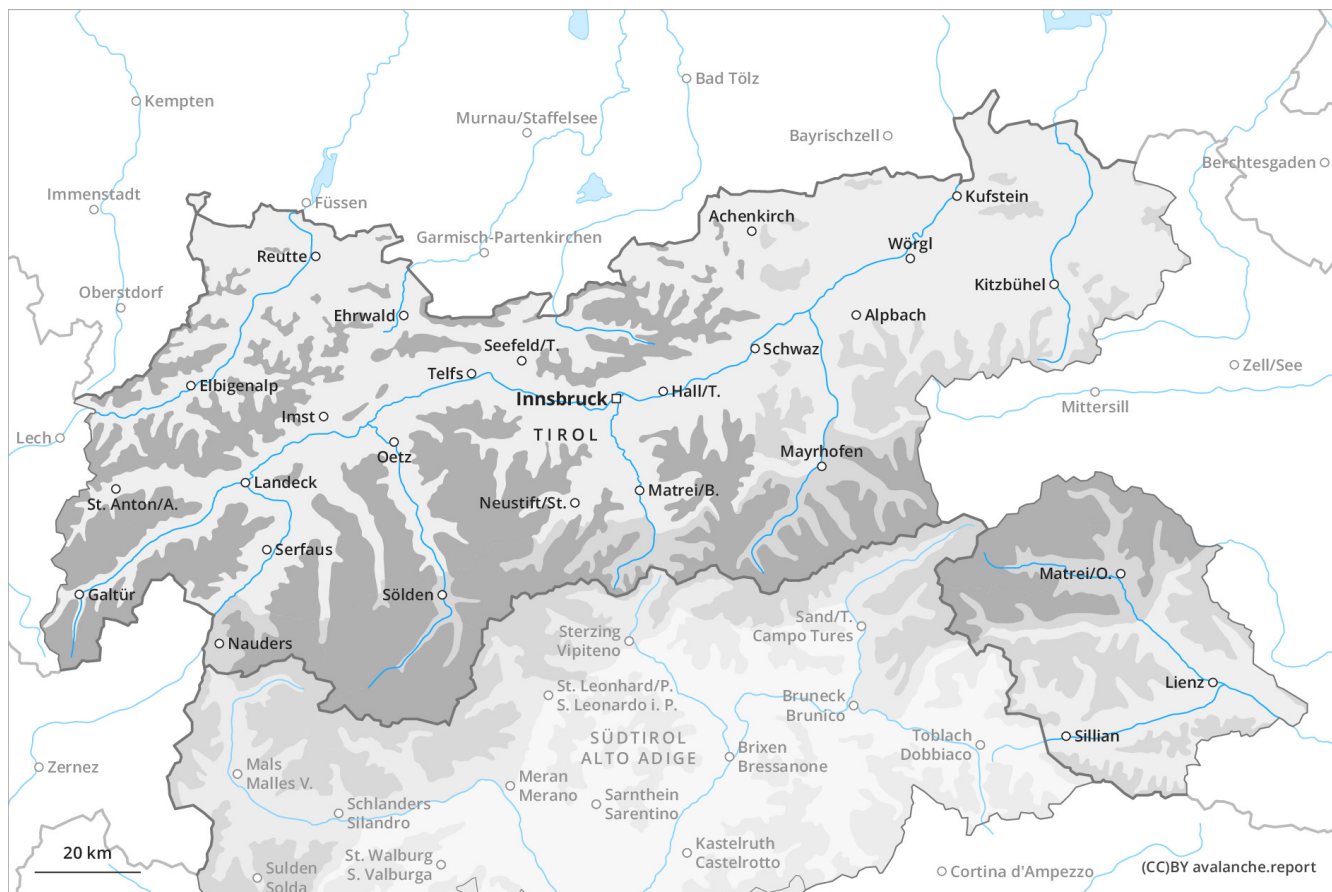 Bad Tölz
Kempten
Murnau/Staffelsee
Bayrischzell
Berchtesgaden
Immenstadt
Füssen
Kufstein
Achenkirch
Garmisch-Partenkirchen
Wörgl
Reutte
Oberstdorf
Kitzbühel
Ehrwald
Alpbach
Seefeld/T.
Schwaz
Zell/See
Telfs
Elbigenalp
Hall/T.
Innsbruck
Mittersill
Imst
Lech
TIROL
Oetz
Mayrhofen
Landeck
Matrei/B.
St. Anton/A.
Neustift/St.
Serfaus
Matrei/O.
Galtür
Sölden
Sand/T.
Campo Tures
Sterzing
Vipiteno
Nauders
Lienz
St. Leonhard/P.
S. Leonardo i. P.
Bruneck
Brunico
Sillian
SÜDTIROL
ALTO ADIGE
Toblach
Dobbiaco
Brixen
Bressanone
Zernez
Mals
Malles V.
Meran
Merano
Schlanders
Silandro
Sarnthein
Sarentino
Kastelruth
Castelrotto
20 km
St. Walburg
S. Valburga
Sulden
Solda
Cortina d'Ampezzo
(CC)BY avalanche.report